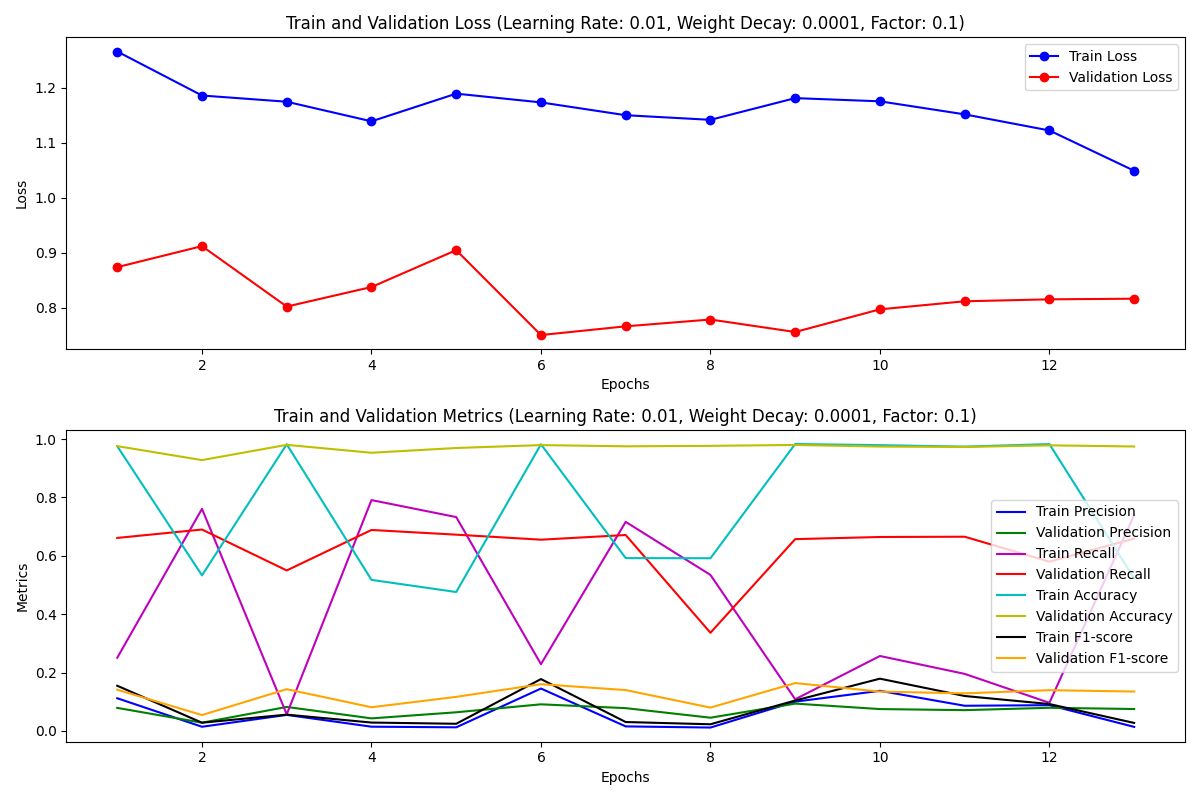 Train and Validation Loss (Learning Rate: 0.01, Weight Decay: 0.0001, Factor: 0.1)
Train Loss
Validation Loss
1.2
1.1
1.0
0.9
0.8
Loss
2 4 6 8 10 12
Epochs
Train and Validation Metrics (Learning Rate: 0.01, Weight Decay: 0.0001, Factor: 0.1)
1.0
0.8
0.6
0.4
0.2
0.0
Metrics
Train Precision
Validation Precision
Train Recall
Validation Recall
Train Accuracy
Validation Accuracy
Train F1-score
Validation F1-score
2 4 6 8 10 12
Epochs